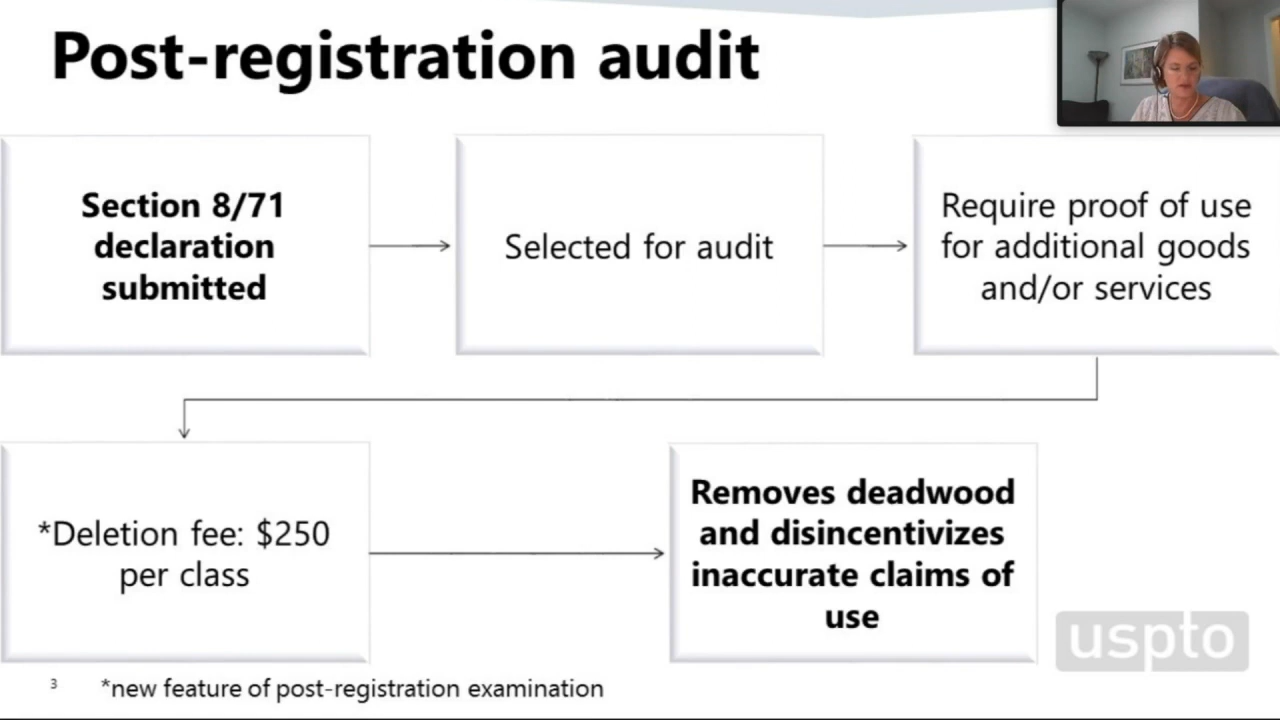 Post-registration audit
Section 8/71
declaration
submitted
Selected for audit
Require proof of use
for additional goods
and/or services
*Deletion fee: $250
per class
Removes deadwood
and disincentivizes
inaccurate claims of
use
uspto
3
*new feature of post-registration examination